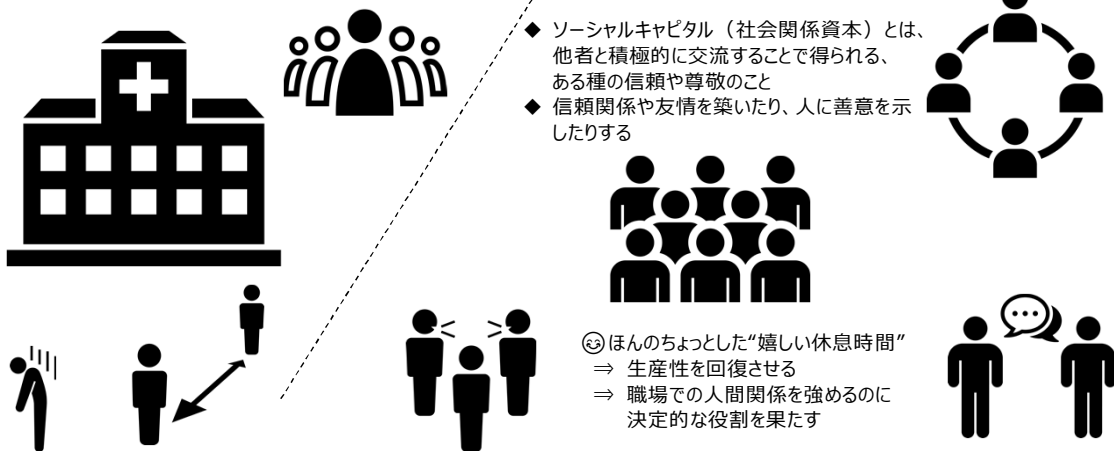 ◆ ソーシャルキャピタル（社会関係資本）とは、
他者と積極的に交流することで得られる、
ある種の信頼や尊敬のこと
◆ 信頼関係や友情を築いたり、人に善意を示
したりする
😊ほんのちょっとした“嬉しい休息時間”
⇒ 生産性を回復させる
⇒ 職場での人間関係を強めるのに
決定的な役割を果たす